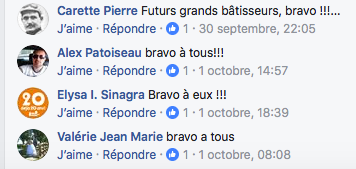 Carette Pierre Futurs grands bâtisseurs, bravo !!!...
J'aime · Répondre · 1 · 30 septembre, 22:05
Alex Patoiseau bravo à tous!!!
J'aime · Répondre · 1 · 1 octobre, 14:57
20
Elysa I. Sinagra Bravo à eux !!!
J'aime · Répondre · 1 · 1 octobre, 18:39
Valérie Jean Marie bravo a tous
J'aime · Répondre · 1 · 1 octobre, 08:08